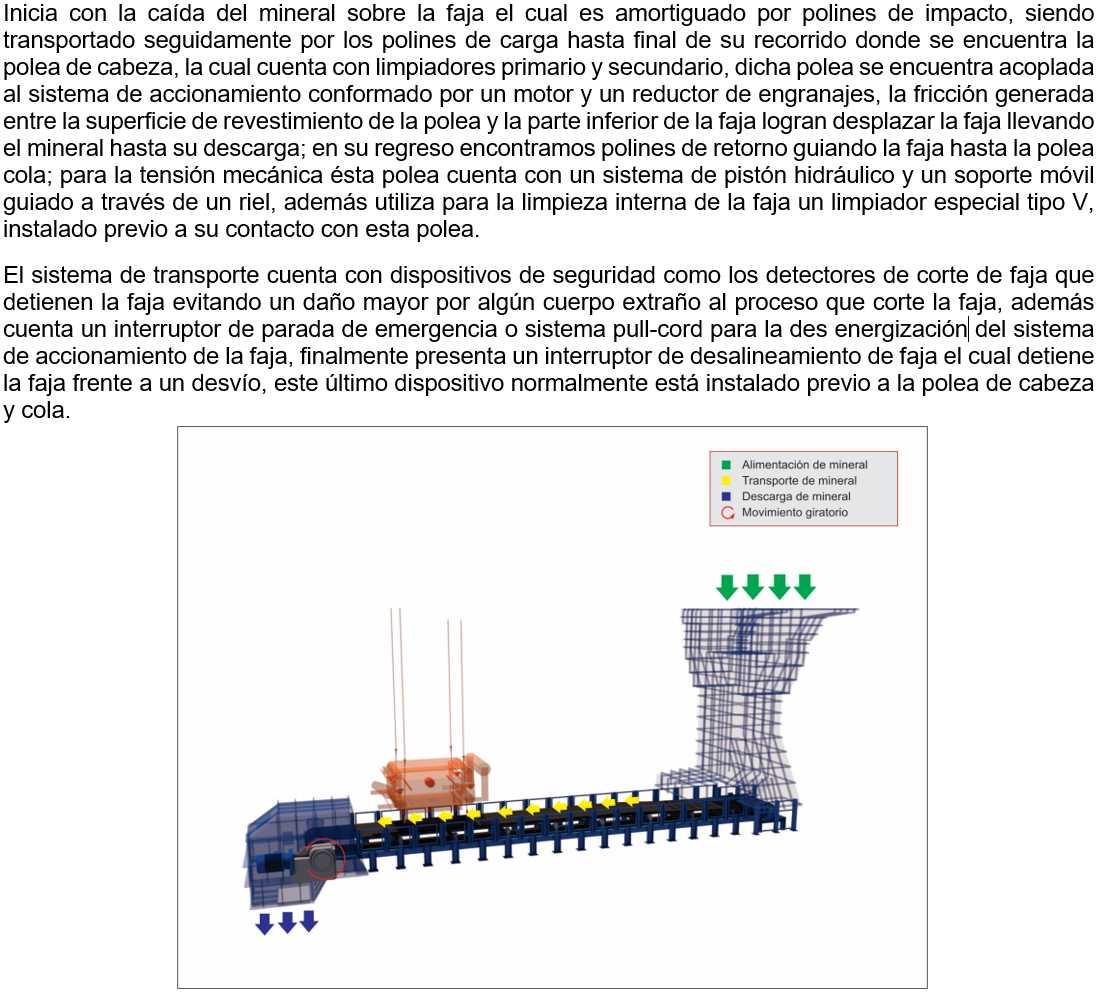 Inicia con la caída del mineral sobre la faja el cual es amortiguado por polines de impacto, siendo
transportado seguidamente por los polines de carga hasta final de su recorrido donde se encuentra la
polea de cabeza, la cual cuenta con limpiadores primario y secundario, dicha polea se encuentra acoplada
al sistema de accionamiento conformado por un motor y un reductor de engranajes, la fricción generada
entre la superficie de revestimiento de la polea y la parte inferior de la faja logran desplazar la faja llevando
el mineral hasta su descarga; en su regreso encontramos polines de retorno guiando la faja hasta la polea
cola; para la tensión mecánica ésta polea cuenta con un sistema de pistón hidráulico y un soporte móvil
guiado a través de un riel, además utiliza para la limpieza interna de la faja un limpiador especial tipo V,
instalado previo a su contacto con esta polea.
El sistema de transporte cuenta con dispositivos de seguridad como los detectores de corte de faja que
detienen la faja evitando un daño mayor por algún cuerpo extraño al proceso que corte la faja, además
cuenta un interruptor de parada de emergencia o sistema pull-cord para la des energización del sistema
de accionamiento de la faja, finalmente presenta un interruptor de desalineamiento de faja el cual detiene
la faja frente a un desvío, este último dispositivo normalmente está instalado previo a la polea de cabeza
y cola.
Alimentación de mineral
Transporte de mineral
Descarga de mineral
Movimiento giratorio